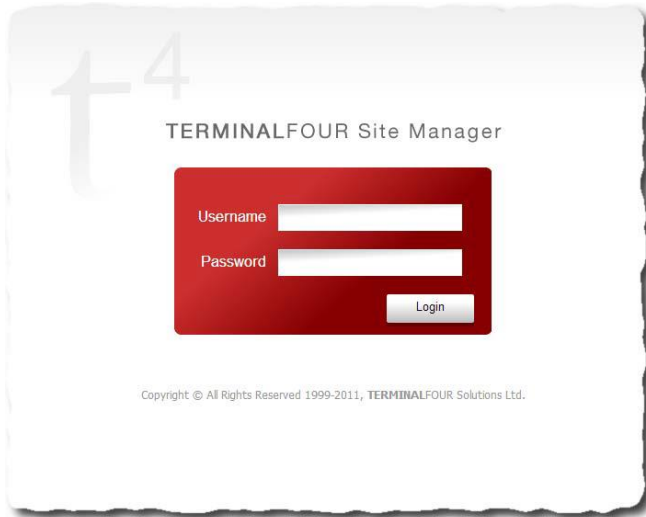 t4
TERMINALFOUR Site Manager
Username
Password
Login
Copyright © All Rights Reserved 1999-2011, TERMINALFOUR Solutions Ltd.